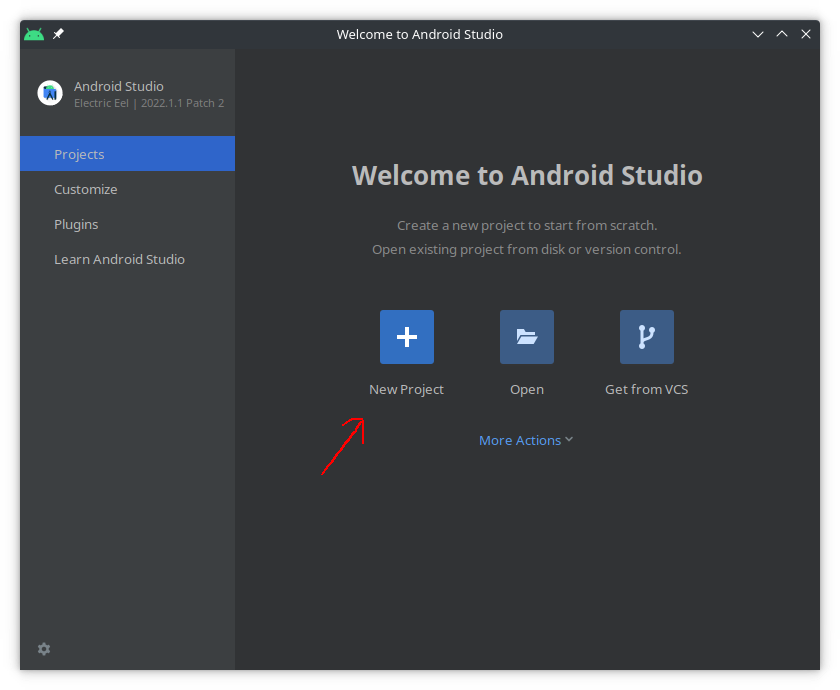 Welcome to Android Studio
Android Studio
Electric Eel | 2022.1.1 Patch 2
Projects
Customize
Plugins
Learn Android Studio
Welcome to Android Studio
Create a new project to start from scratch.
Open existing project from disk or version control.
New Project
Open
Get from VCS
More Actions